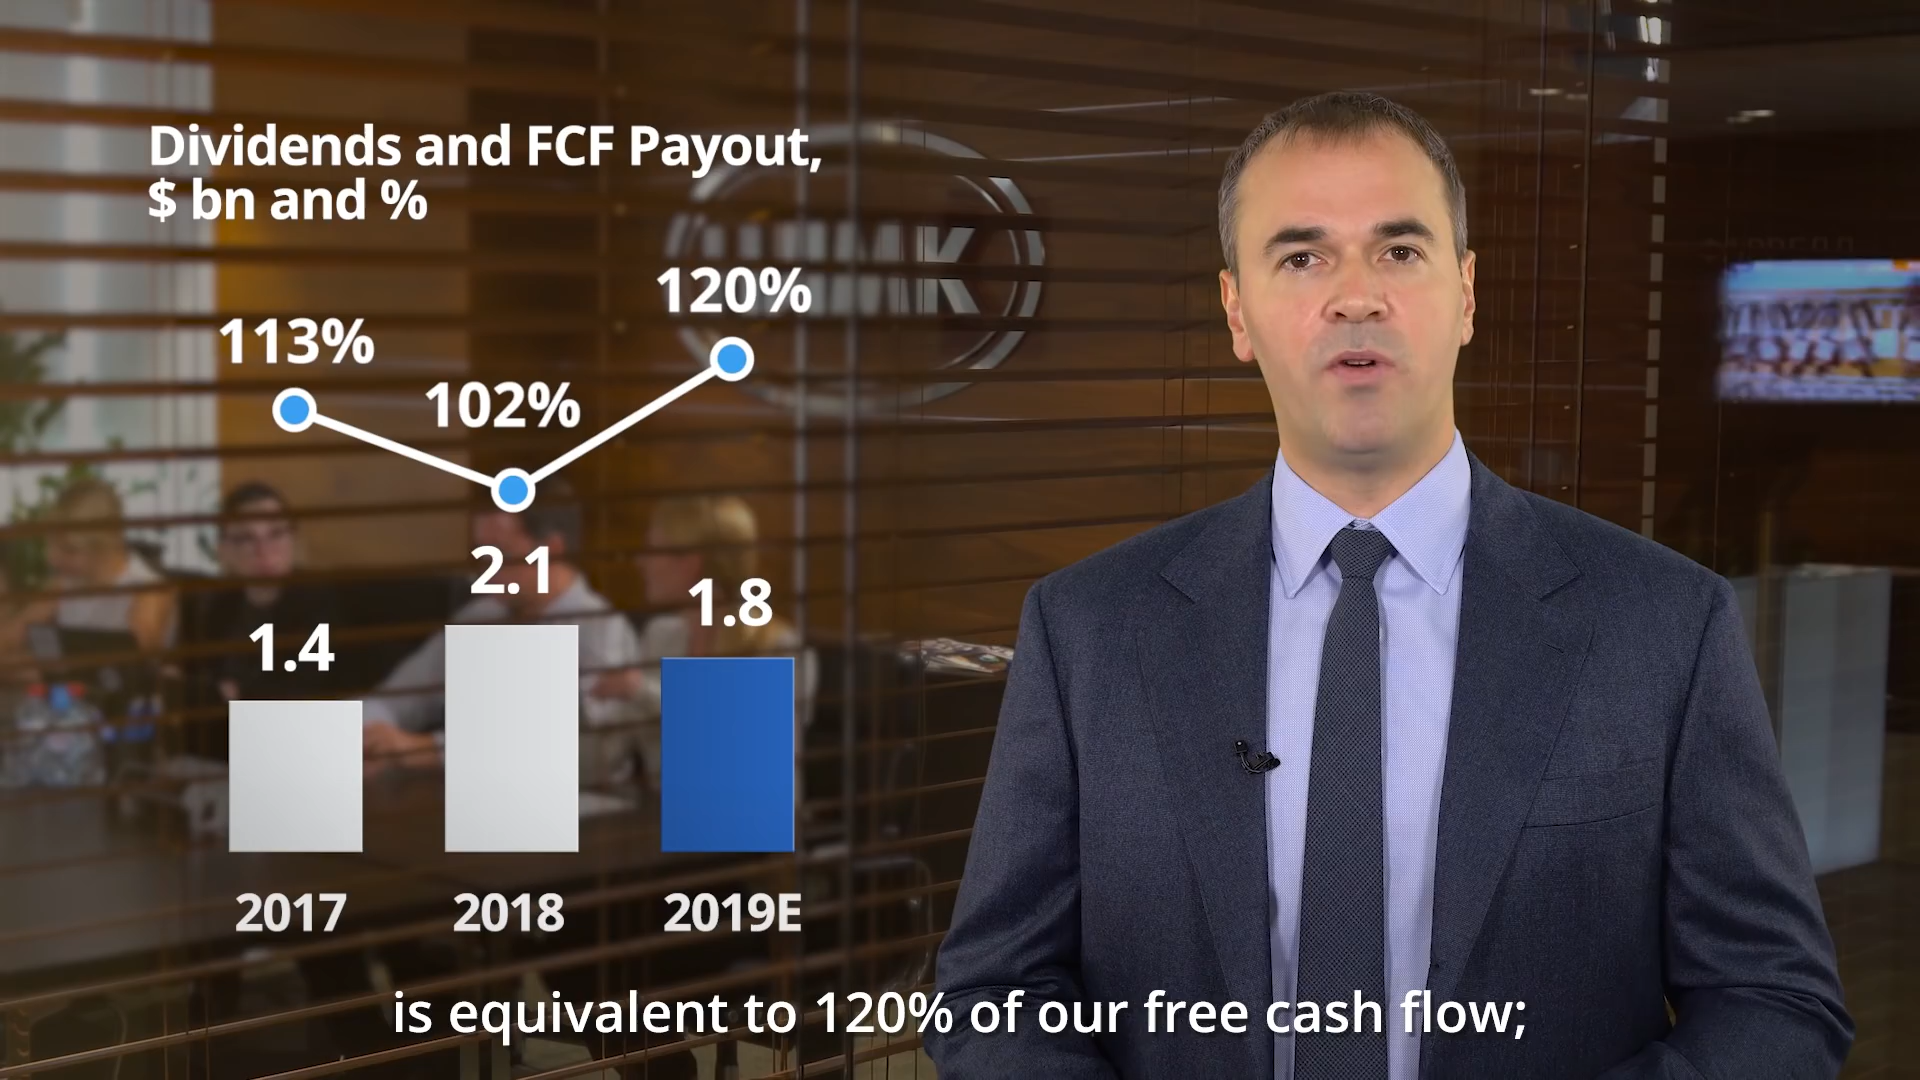 Dividends and FCF Payout,
$ bn and %
113%
102%
120%
1.4
2.1
1.8
2017
2018
2019E
is equivalent to 120% of our free cash flow;